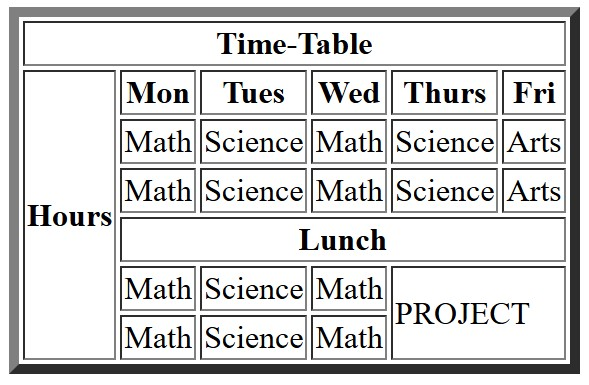 Time-Table
Mon Tues Wed Thurs Fri
Math Science Math Science Arts
Math Science Math Science Arts
Hours
Lunch
Math Science Math
PROJECT
Math Science Math